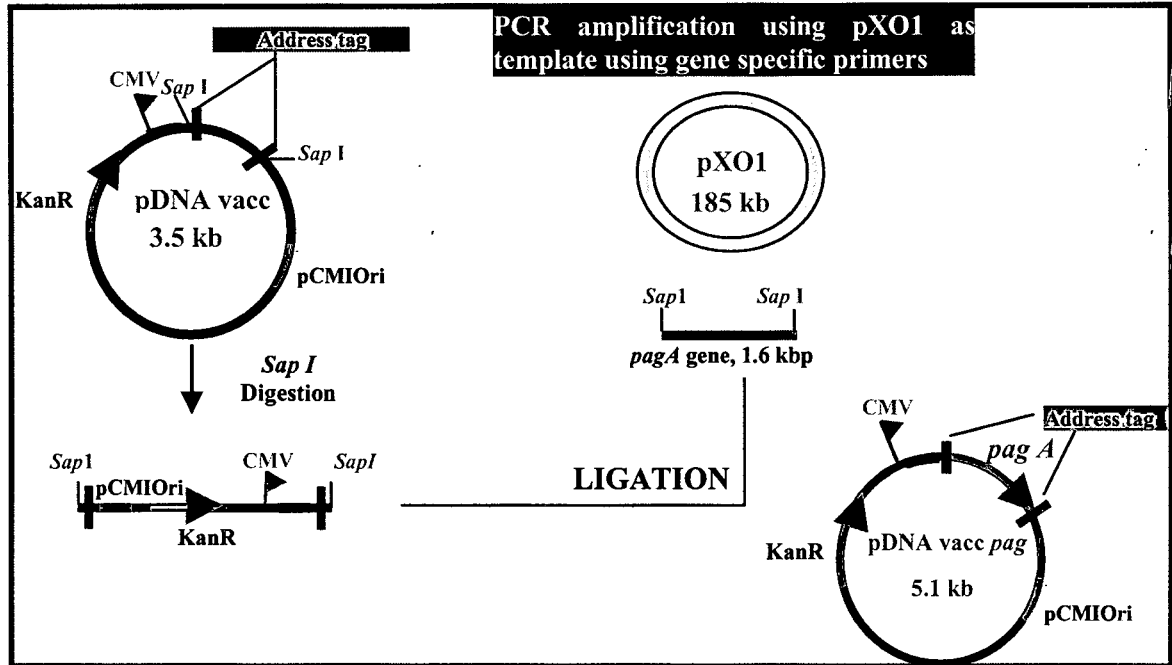 Address tag
PCR amplification using pXO1 as
template using gene specific primers
CMV
Sap I
Sap I
KanR
pDNA vacc
3.5 kb
pCMIOri
pXO1
185 kb
Sap1
Sap I
pagA gene, 1.6 kbp
Sap I
Digestion
Sap1
pCMIOri
CMV
SapI
KanR
LIGATION
CMV
Address tag
pag A
KanR
pDNA vacc pag
5.1 kb
pCMIOri